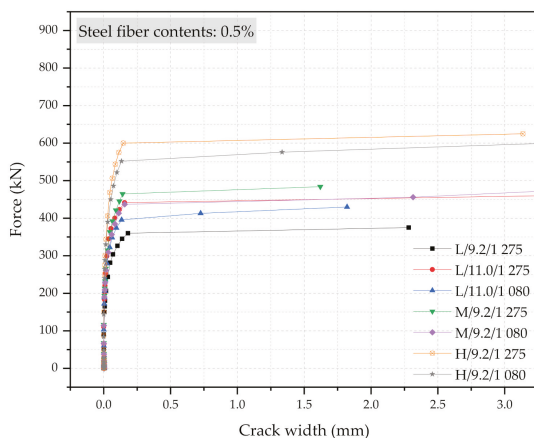 Steel fiber contents: 0.5%
900
800
700
600
500
400
300
200
100
0
Force (kN)
L/9.2/1 275
L/11.0/1 275
L/11.0/1 080
M/9.2/1 275
M/9.2/1 080
H/9.2/1 275
H/9.2/1 080
0.0 0.5 1.0 1.5 2.0 2.5 3.0
Crack width (mm)